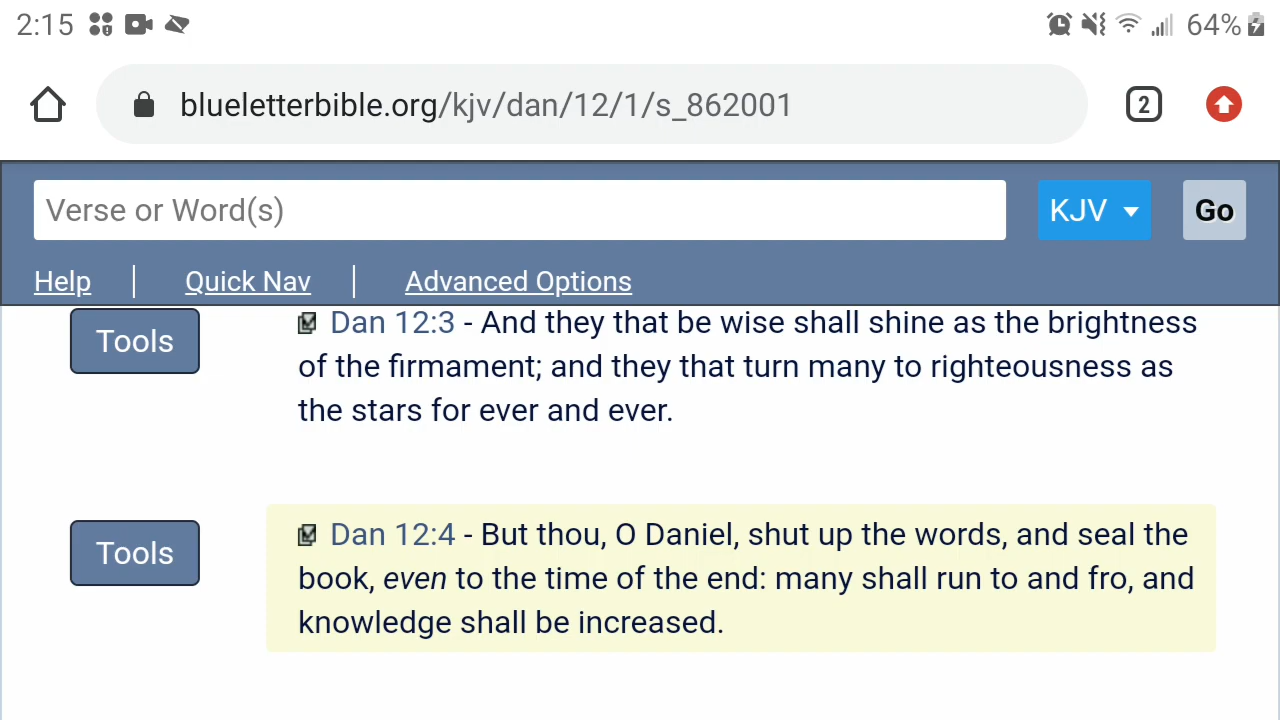 2:15 64%
blueletterbible.org/kjv/dan/12/1/s_862001 2
Verse or Word(s) KJV Go
Help Quick Nav Advanced Options
Tools Dan 12:3 - And they that be wise shall shine as the brightness
of the firmament; and they that turn many to righteousness as
the stars for ever and ever.
Tools Dan 12:4 - But thou, O Daniel, shut up the words, and seal the
book, even to the time of the end: many shall run to and fro, and
knowledge shall be increased.